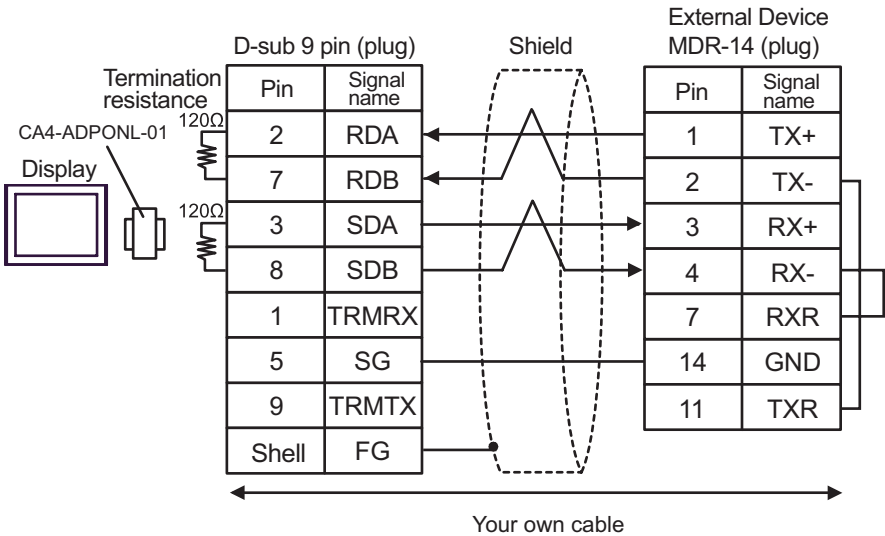 External Device
D-sub 9 pin (plug)
Shield
MDR-14 (plug)
Termination
resistance
CA4-ADPONL-01
Display
120Ω
120Ω
Pin Signal name
2 RDA
7 RDB
3 SDA
8 SDB
1 TRMRX
5 SG
9 TRMTX
Shell FG
Pin Signal name
1 TX+
2 TX-
3 RX+
4 RX-
7 RXR
14 GND
11 TXR
Your own cable